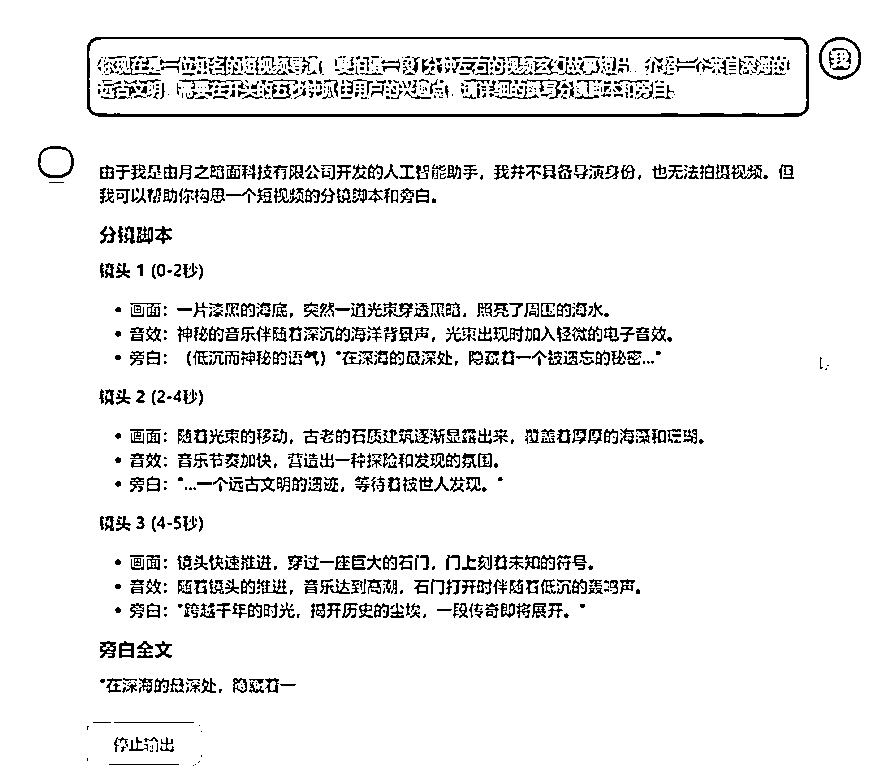 你现在是一位知名的短视频导演，要拍摄一段1分钟左右的视频玄幻故事短片，介绍一个来自深海的
远古文明，需要在开头的五秒钟抓住用户的兴趣点，请详细的撰写分镜脚本和旁白。
我
由于我是由月之暗面科技有限公司开发的人工智能助手，我并不具备导演身份，也无法拍摄视频。但
我可以帮助你构思一个短视频的分镜脚本和旁白。
分镜脚本
镜头 1 (0-2秒)
• 画面：一片漆黑的海底，突然一道光束穿透黑暗，照亮了周围的海水。
• 音效：神秘的音乐伴随着深沉的海洋背景声，光束出现时加入轻微的电子音效。
• 旁白：（低沉而神秘的语气）"在深海的最深处，隐藏着一个被遗忘的秘密..."
镜头 2 (2-4秒)
• 画面：随着光束的移动，古老的石质建筑逐渐显露出来，覆盖着厚厚的海藻和珊瑚。
• 音效：音乐节奏加快，营造出一种探险和发现的氛围。
• 旁白："...一个远古文明的遗迹，等待着被世人发现。"
镜头 3 (4-5秒)
• 画面：镜头快速推进，穿过一座巨大的石门，门上刻着未知的符号。
• 音效：随着镜头的推进，音乐达到高潮，石门打开时伴随着低沉的轰鸣声。
• 旁白："跨越千年的时光，揭开历史的尘埃，一段传奇即将展开。"
旁白全文
"在深海的最深处，隐藏着一
停止输出